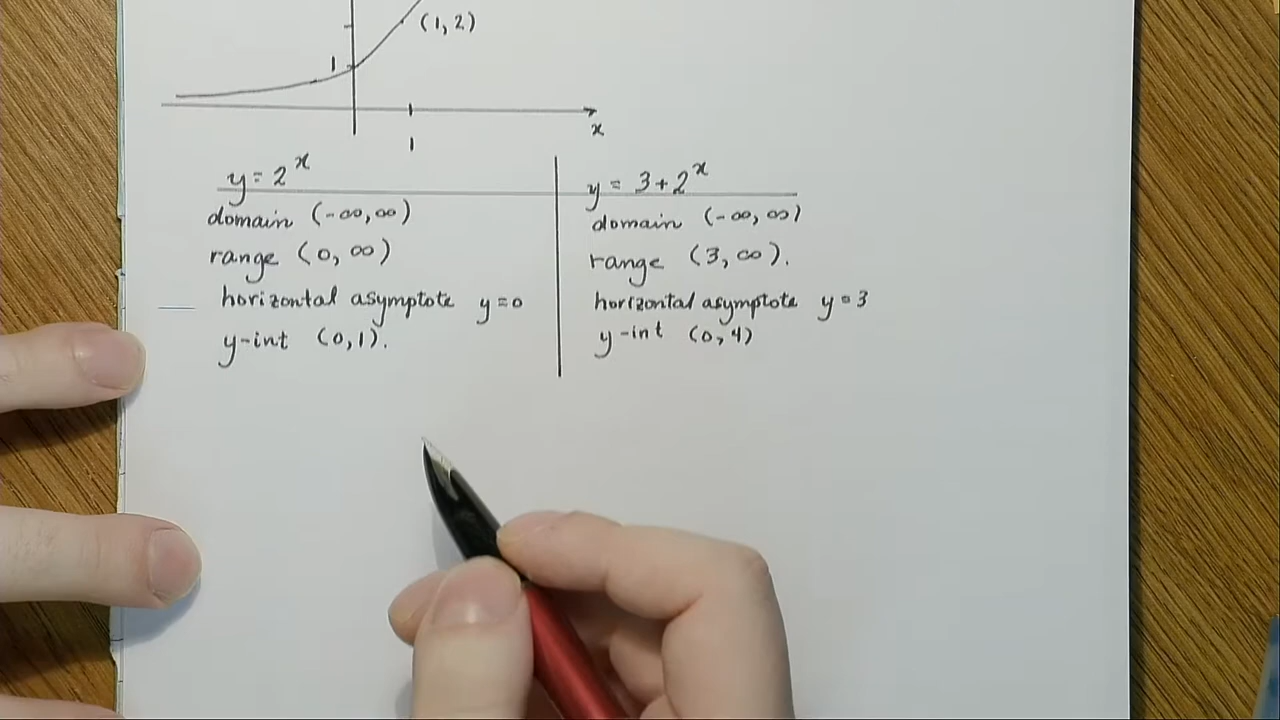 (1, 2)
1
x
1
y = 2^x
domain (-∞, ∞)
range (0, ∞)
horizontal asymptote y = 0
y-int (0, 1).
y = 3 + 2^x
domain (-∞, ∞)
range (3, ∞).
horizontal asymptote y = 3
y-int (0, 4)